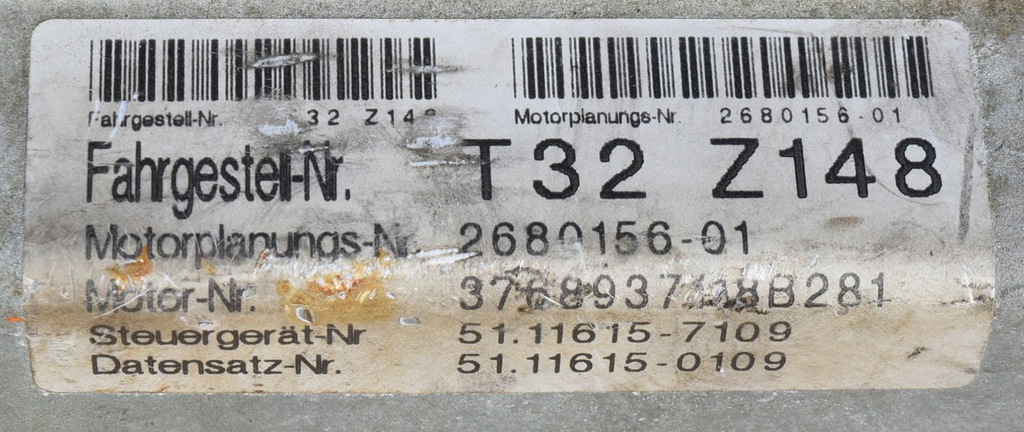 Fahrgestell-Nr. 32 Z148
Motorplanungs-Nr. 2680156-01
Fahrgestell-Nr. T32 Z148
Motorplanungs-Nr. 2680156-01
Motor-Nr.
Steuergerät-Nr 51.11615-7109
Datensatz-Nr. 51.11615-0109